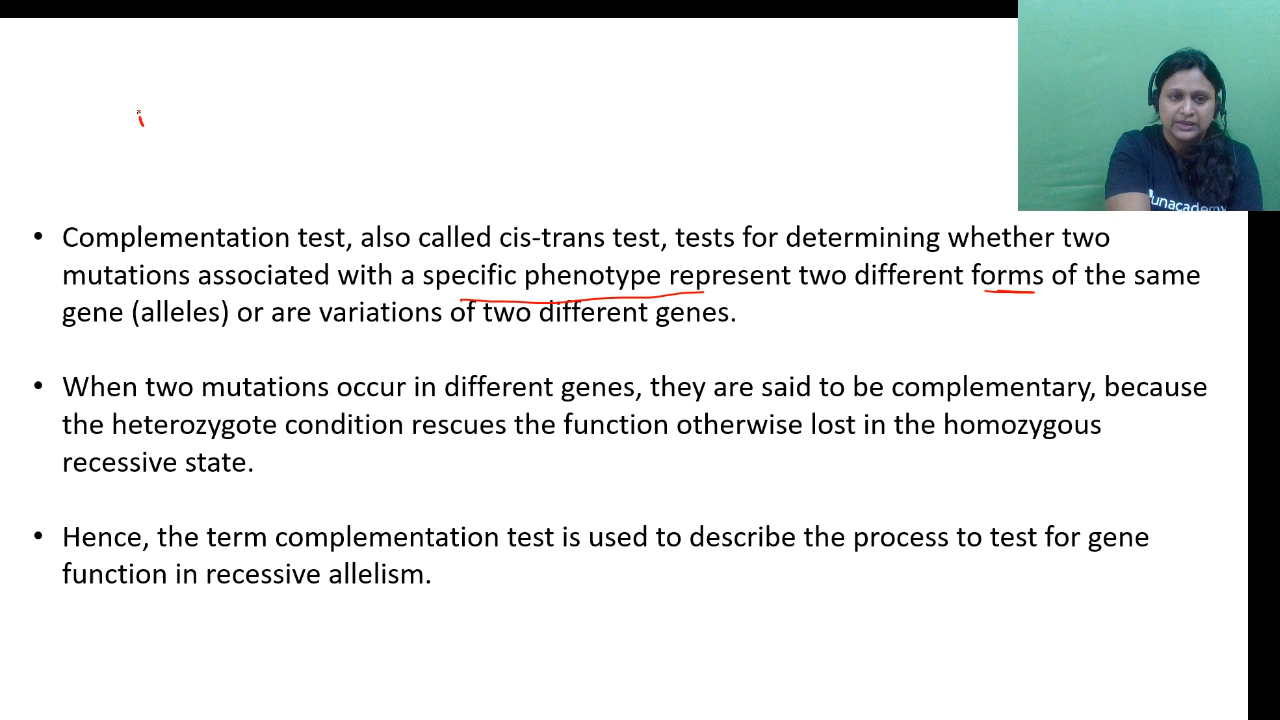 unacademy
• Complementation test, also called cis-trans test, tests for determining whether two
mutations associated with a specific phenotype represent two different forms of the same
gene (alleles) or are variations of two different genes.
• When two mutations occur in different genes, they are said to be complementary, because
the heterozygote condition rescues the function otherwise lost in the homozygous
recessive state.
• Hence, the term complementation test is used to describe the process to test for gene
function in recessive allelism.